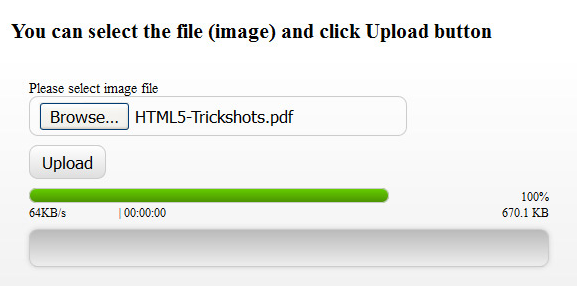 You can select the file (image) and click Upload button
Please select image file
Browse... HTML5-Trickshots.pdf
Upload
100%
64KB/s | 00:00:00 670.1 KB